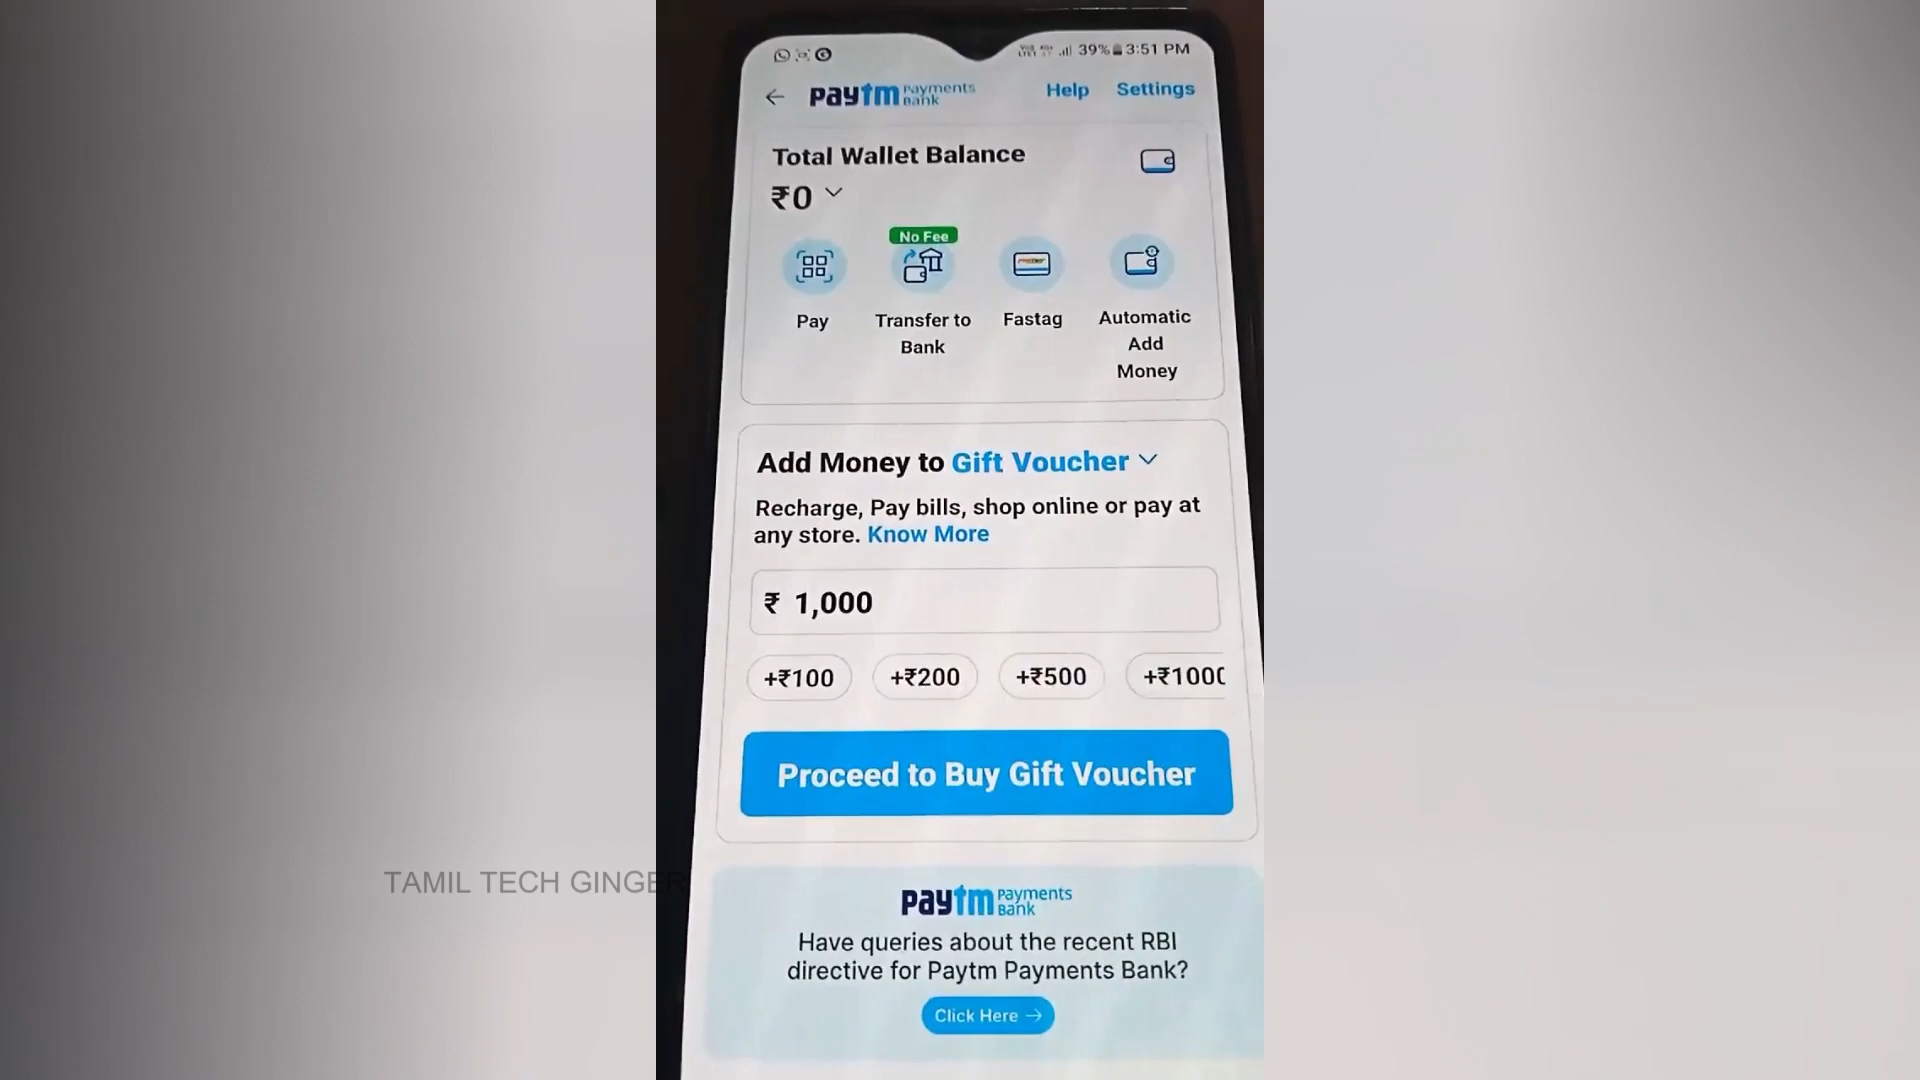 39% 3:51 PM
paytm Payments Bank
Help Settings
Total Wallet Balance
₹0
No Fee
Pay
Transfer to
Bank
Fastag
Automatic
Add
Money
Add Money to Gift Voucher
Recharge, Pay bills, shop online or pay at
any store. Know More
₹ 1,000
+₹100 +₹200 +₹500 +₹1000
Proceed to Buy Gift Voucher
TAMIL TECH GINGER
paytm Payments Bank
Have queries about the recent RBI
directive for Paytm Payments Bank?
Click Here →